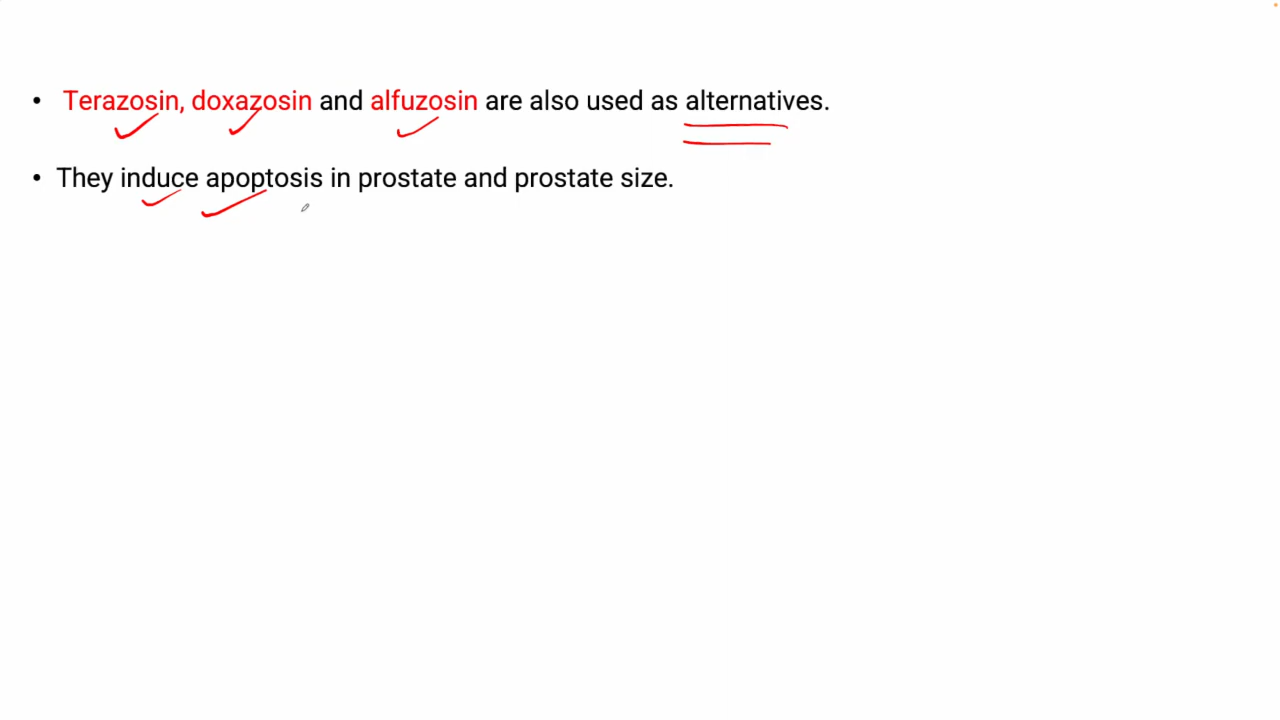 • Terazosin, doxazosin and alfuzosin are also used as alternatives.
• They induce apoptosis in prostate and prostate size.